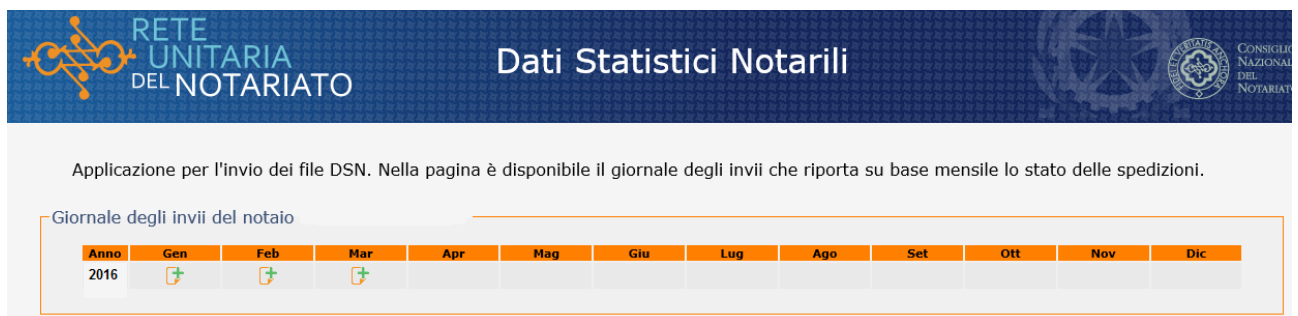 RETE
UNITARIA
DEL NOTARIATO
Dati Statistici Notarili
CONSIGLIO
NAZIONAL
DEL
NOTARIAT
Applicazione per l'invio dei file DSN. Nella pagina è disponibile il giornale degli invii che riporta su base mensile lo stato delle spedizioni.
Giornale degli invii del notaio
Anno Gen Feb Mar Apr Mag Giu Lug Ago Set Ott Nov Dic
2016